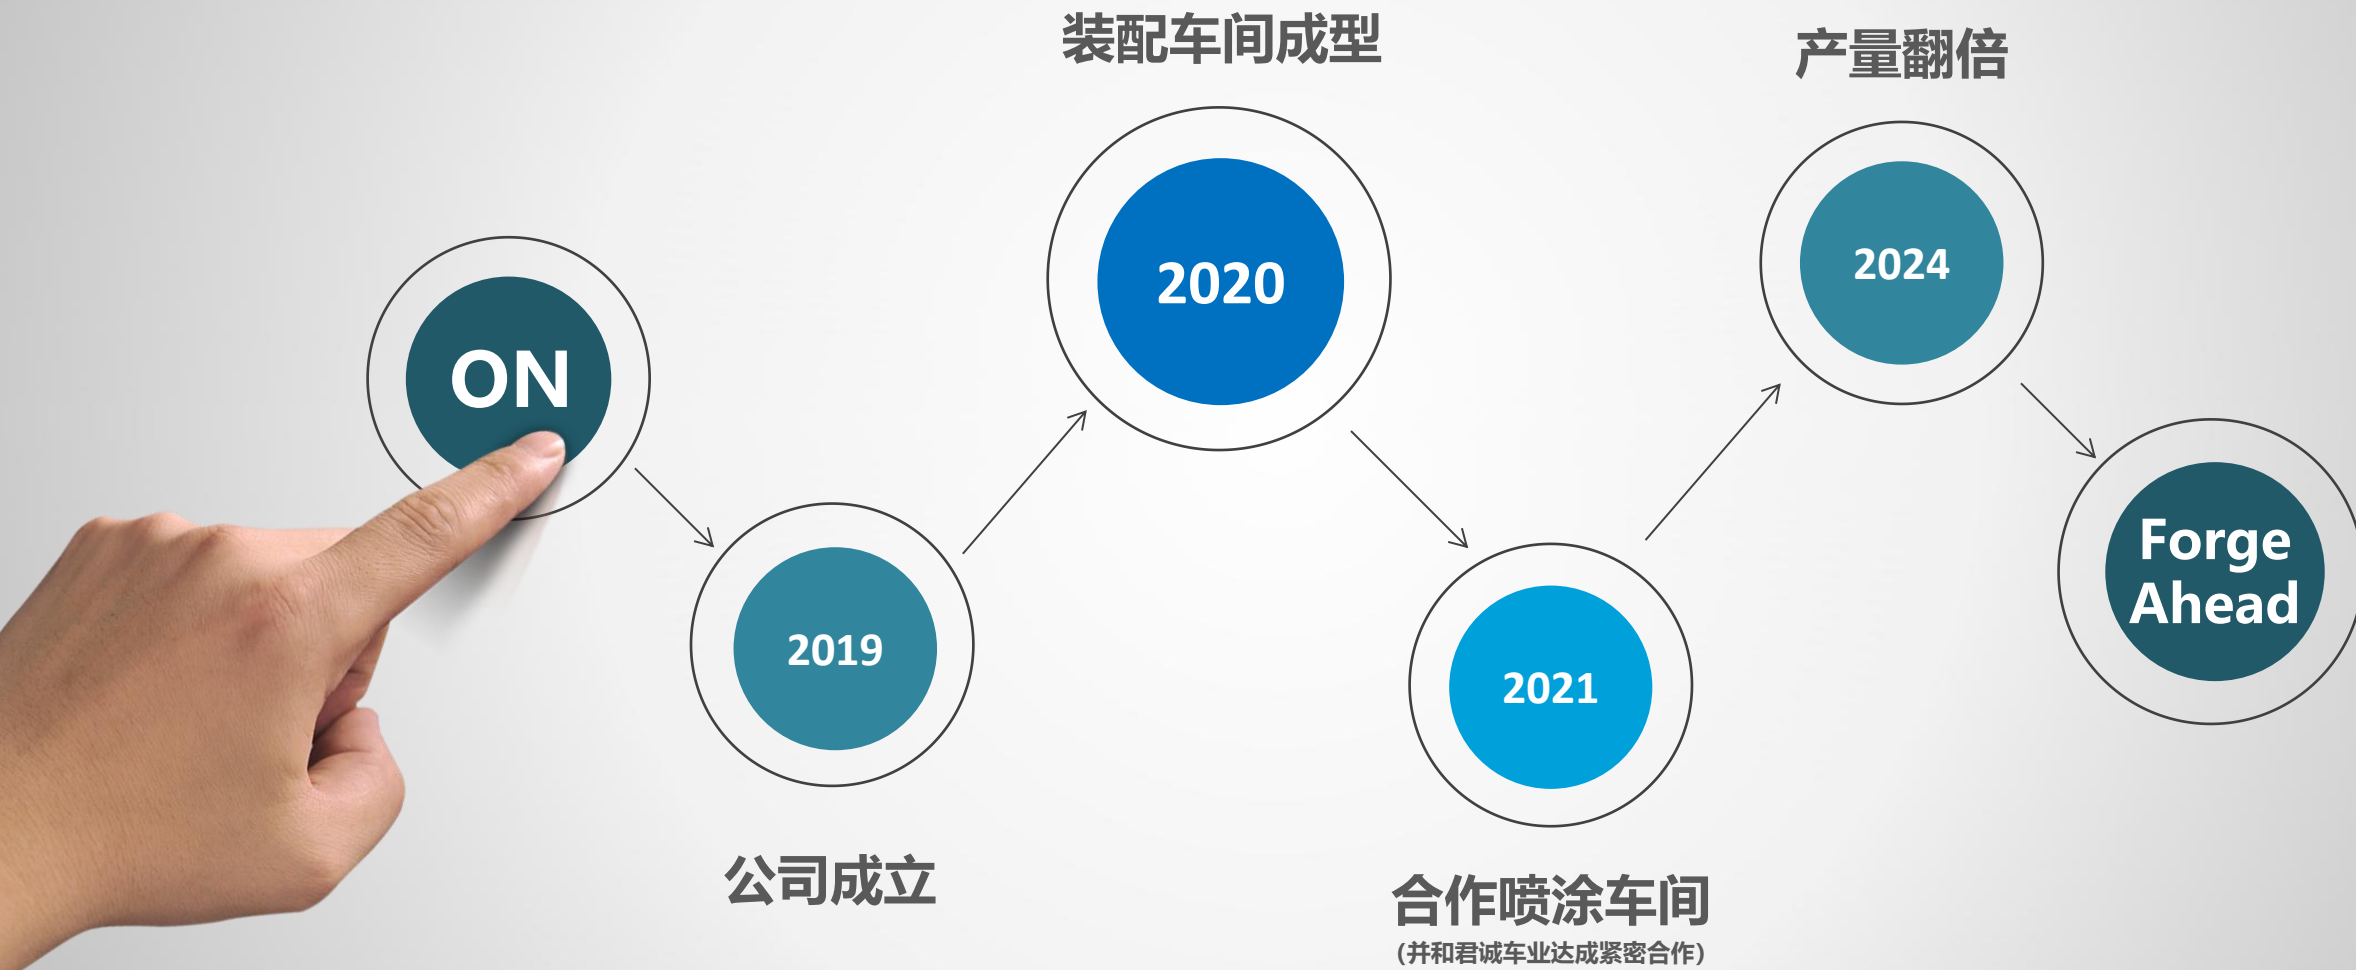 装配车间成型
产量翻倍
ON
2019
2020
2021
2024
Forge
Ahead
公司成立
合作喷涂车间
(并和君诚车业达成紧密合作)